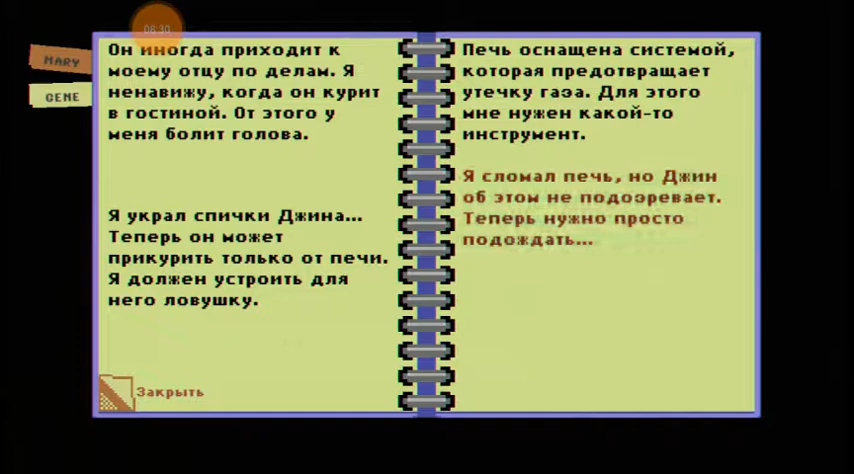 08:30
MARY
GENE
Он иногда приходит к
моему отцу по делам. Я
ненавижу, когда он курит
в гостиной. От этого у
меня болит голова.
Я украл спички Джина...
Теперь он может
прикурить только от печи.
Я должен устроить для
него ловушку.
Закрыть
Печь оснащена системой,
которая предотвращает
утечку газа. Для этого
мне нужен какой-то
инструмент.
Я сломал печь, но Джин
об этом не подозревает.
Теперь нужно просто
подождать...